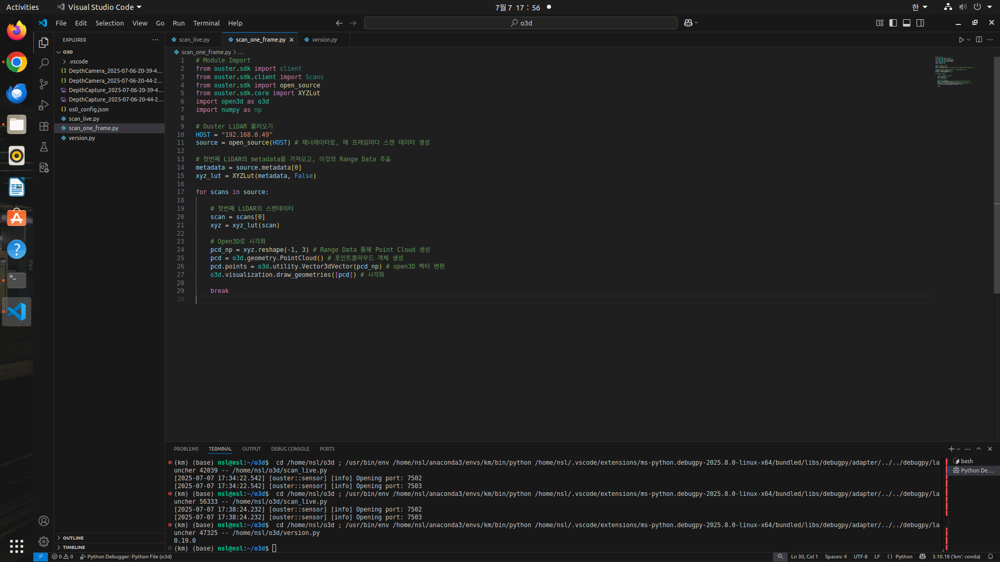 Activities
Visual Studio Code
7월 7 17 : 56
한
File Edit Selection View Go Run Terminal Help
o3d
EXPLORER
scan_live.py
scan_one_frame.py
version.py
O3D
.vscode
DepthCamera_2025-07-06-20-39-4...
DepthCamera_2025-07-06-20-44-2...
DepthCapture_2025-07-06-20-39-4...
DepthCapture_2025-07-06-20-44-2...
os0_config.json
scan_live.py
scan_one_frame.py
version.py
OUTLINE
TIMELINE
scan_one_frame.py > ...
1 # Module Import
2 from ouster.sdk import client
3 from ouster.sdk.client import Scans
4 from ouster.sdk import open_source
5 from ouster.sdk.core import XYZLut
6 import open3d as o3d
7 import numpy as np
8
9 # Ouster LiDAR 불러오기
10 HOST = "192.168.0.49"
11 source = open_source(HOST) # 제너레이터로, 매 프레임마다 스캔 데이터 생성
12
13 # 첫번째 LiDAR의 metadata를 가져오고, 이것의 Range Data 추출
14 metadata = source.metadata[0]
15 xyz_lut = XYZLut(metadata, False)
16
17 for scans in source:
18
19 # 첫번째 LiDAR의 스캔데이터
20 scan = scans[0]
21 xyz = xyz_lut(scan)
22
23 # Open3D로 시각화
24 pcd_np = xyz.reshape(-1, 3) # Range Data 통해 Point Cloud 생성
25 pcd = o3d.geometry.PointCloud() # 포인트클라우드 객체 생성
26 pcd.points = o3d.utility.Vector3dVector(pcd_np) # open3D 벡터 변환
27 o3d.visualization.draw_geometries([pcd]) # 시각화
28
29 break
30
PROBLEMS TERMINAL OUTPUT DEBUG CONSOLE PORTS
(km) (base) nsl@nsl:~/o3d$ cd /home/nsl/o3d ; /usr/bin/env /home/nsl/anaconda3/envs/km/bin/python /home/nsl/.vscode/extensions/ms-python.debugpy-2025.8.0-linux-x64/bundled/libs/debugpy/adapter/../../debugpy/la
uncher 42039 -- /home/nsl/o3d/scan_live.py
[2025-07-07 17:34:22.542] [ouster::sensor] [info] Opening port: 7502
[2025-07-07 17:34:22.542] [ouster::sensor] [info] Opening port: 7503
(km) (base) nsl@nsl:~/o3d$ cd /home/nsl/o3d ; /usr/bin/env /home/nsl/anaconda3/envs/km/bin/python /home/nsl/.vscode/extensions/ms-python.debugpy-2025.8.0-linux-x64/bundled/libs/debugpy/adapter/../../debugpy/la
uncher 56333 -- /home/nsl/o3d/scan_live.py
[2025-07-07 17:38:24.232] [ouster::sensor] [info] Opening port: 7502
[2025-07-07 17:38:24.232] [ouster::sensor] [info] Opening port: 7503
(km) (base) nsl@nsl:~/o3d$ cd /home/nsl/o3d ; /usr/bin/env /home/nsl/anaconda3/envs/km/bin/python /home/nsl/.vscode/extensions/ms-python.debugpy-2025.8.0-linux-x64/bundled/libs/debugpy/adapter/../../debugpy/la
uncher 47325 -- /home/nsl/o3d/version.py
0.19.0
(km) (base) nsl@nsl:~/o3d$
bash
Python De...
0 0
Python Debugger: Python File (o3d)
Ln 30, Col 1 Spaces: 4 UTF-8 LF Python 3.10.18 ('km': conda)